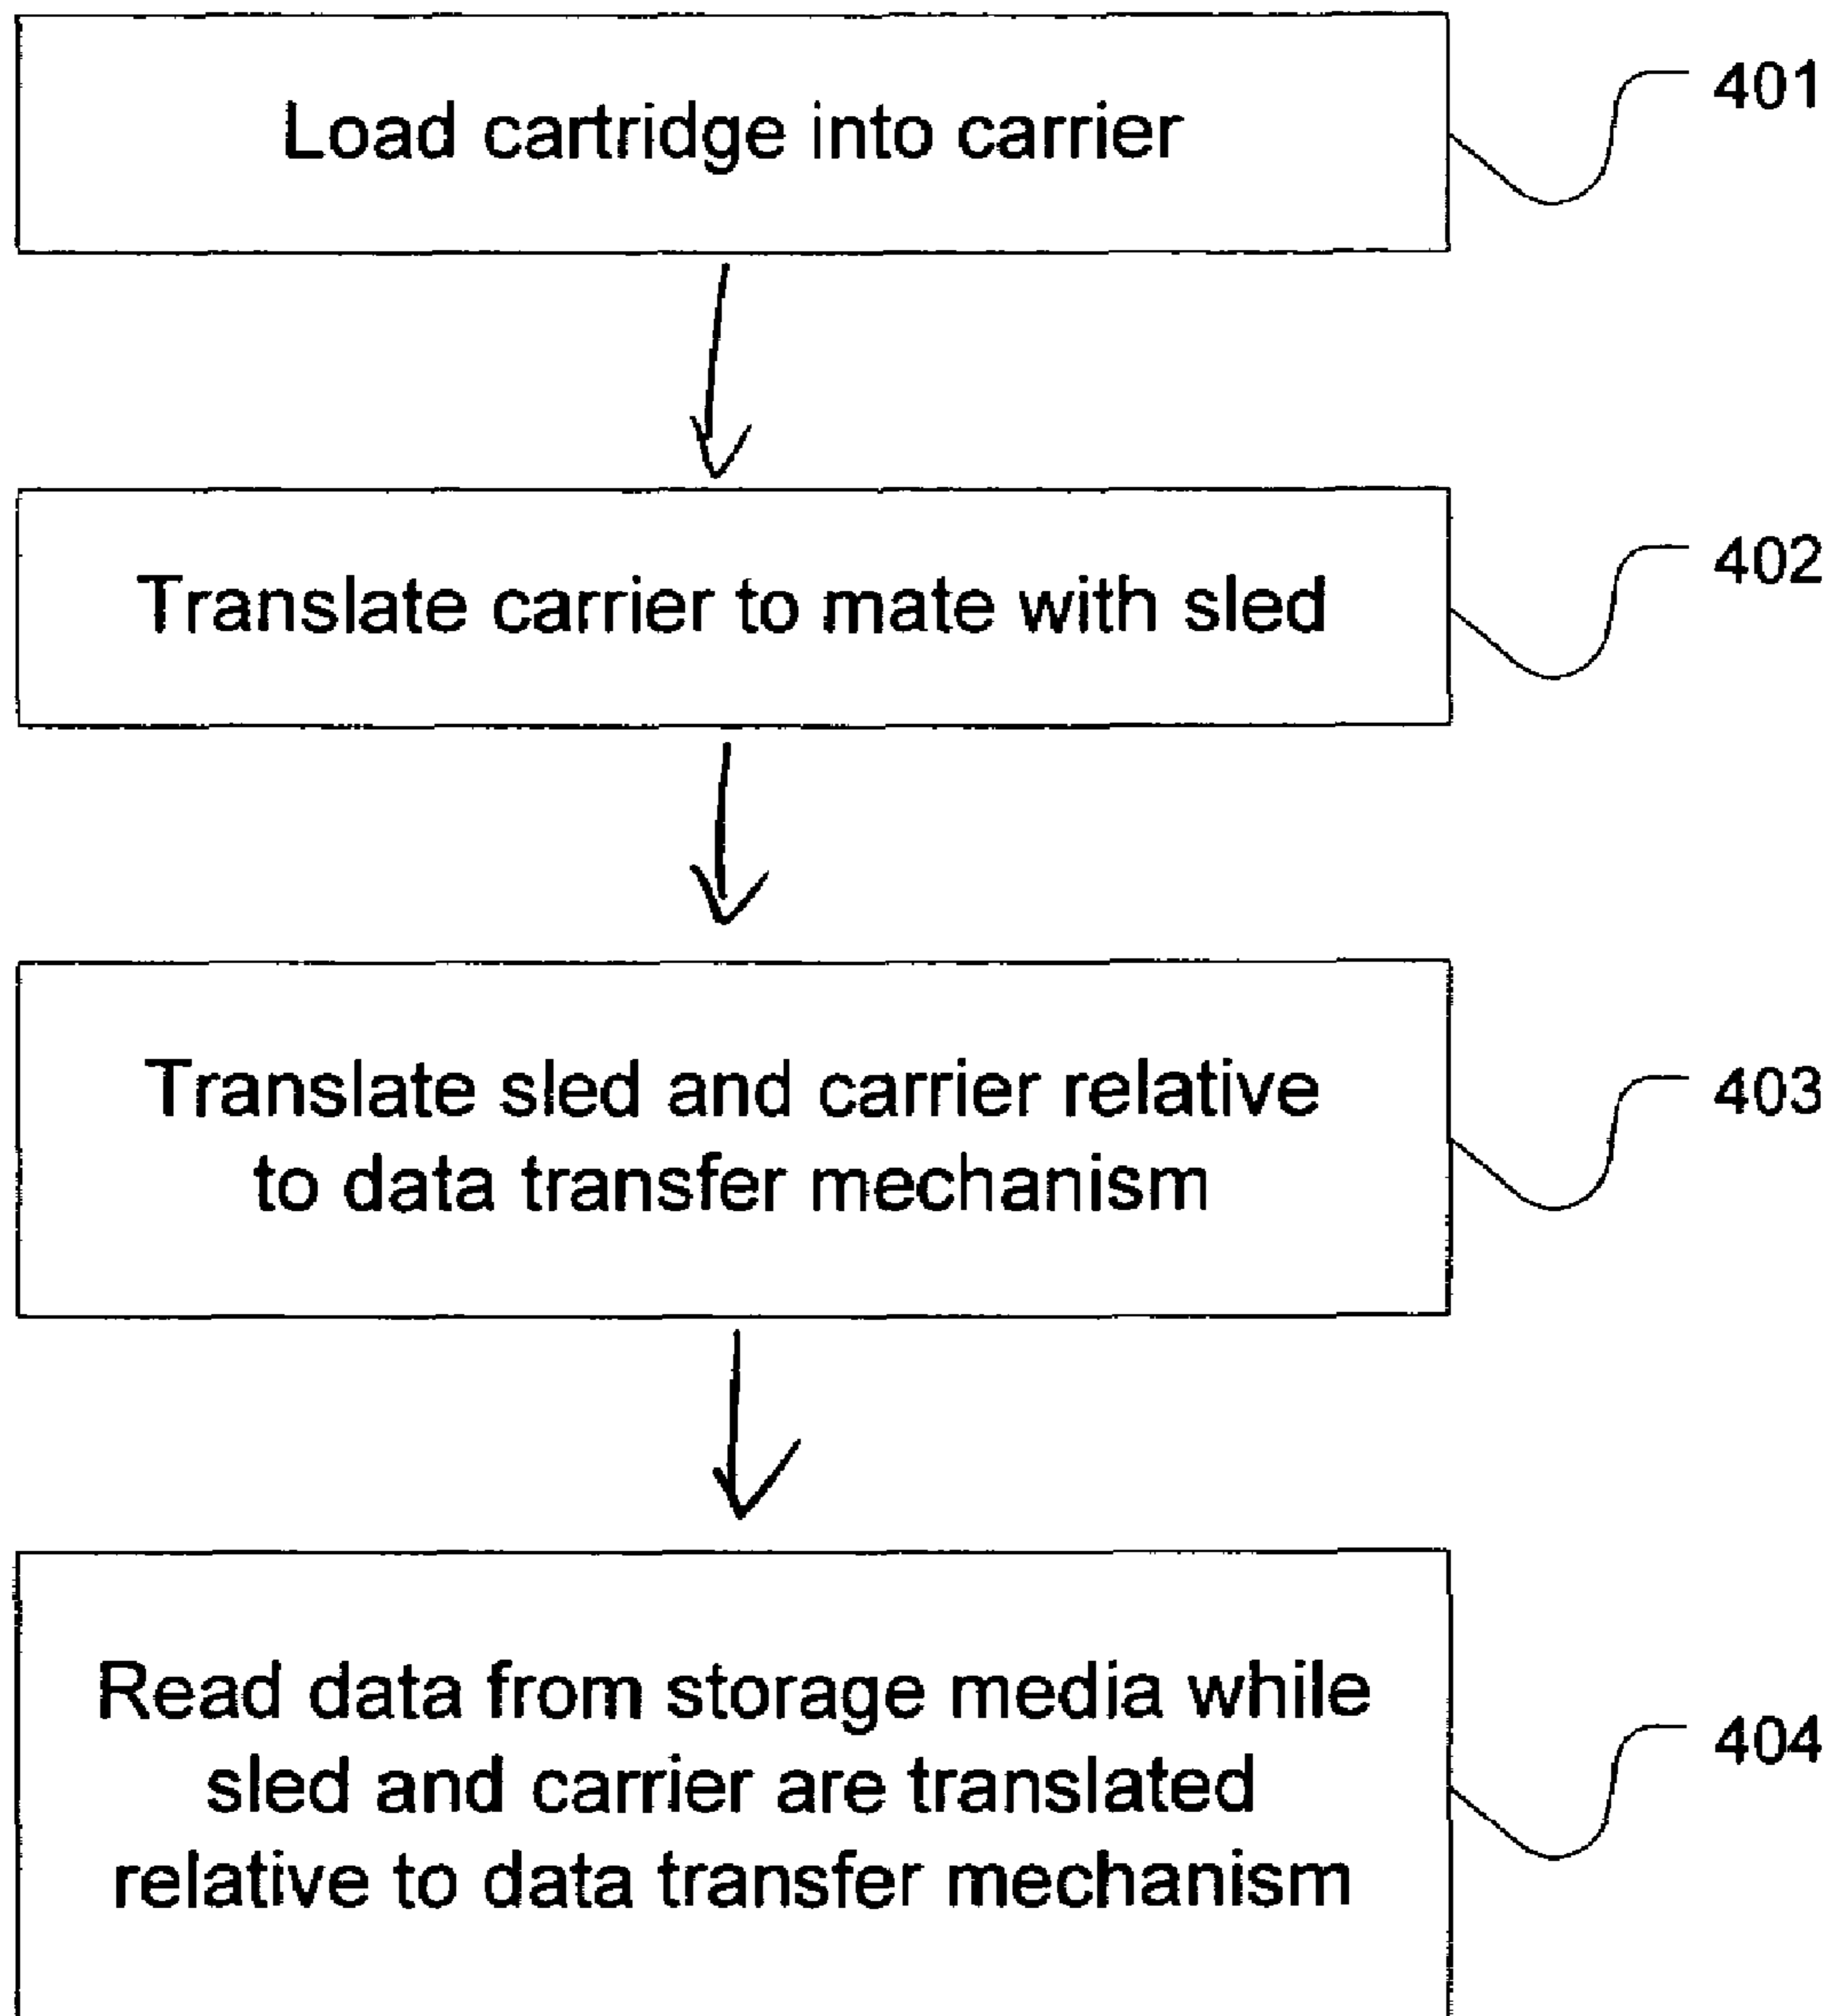 Load cartridge into carrier
401
Translate carrier to mate with sled
402
Translate sled and carrier relative
to data transfer mechanism
403
Read data from storage media while
sled and carrier are translated
relative to data transfer mechanism
404